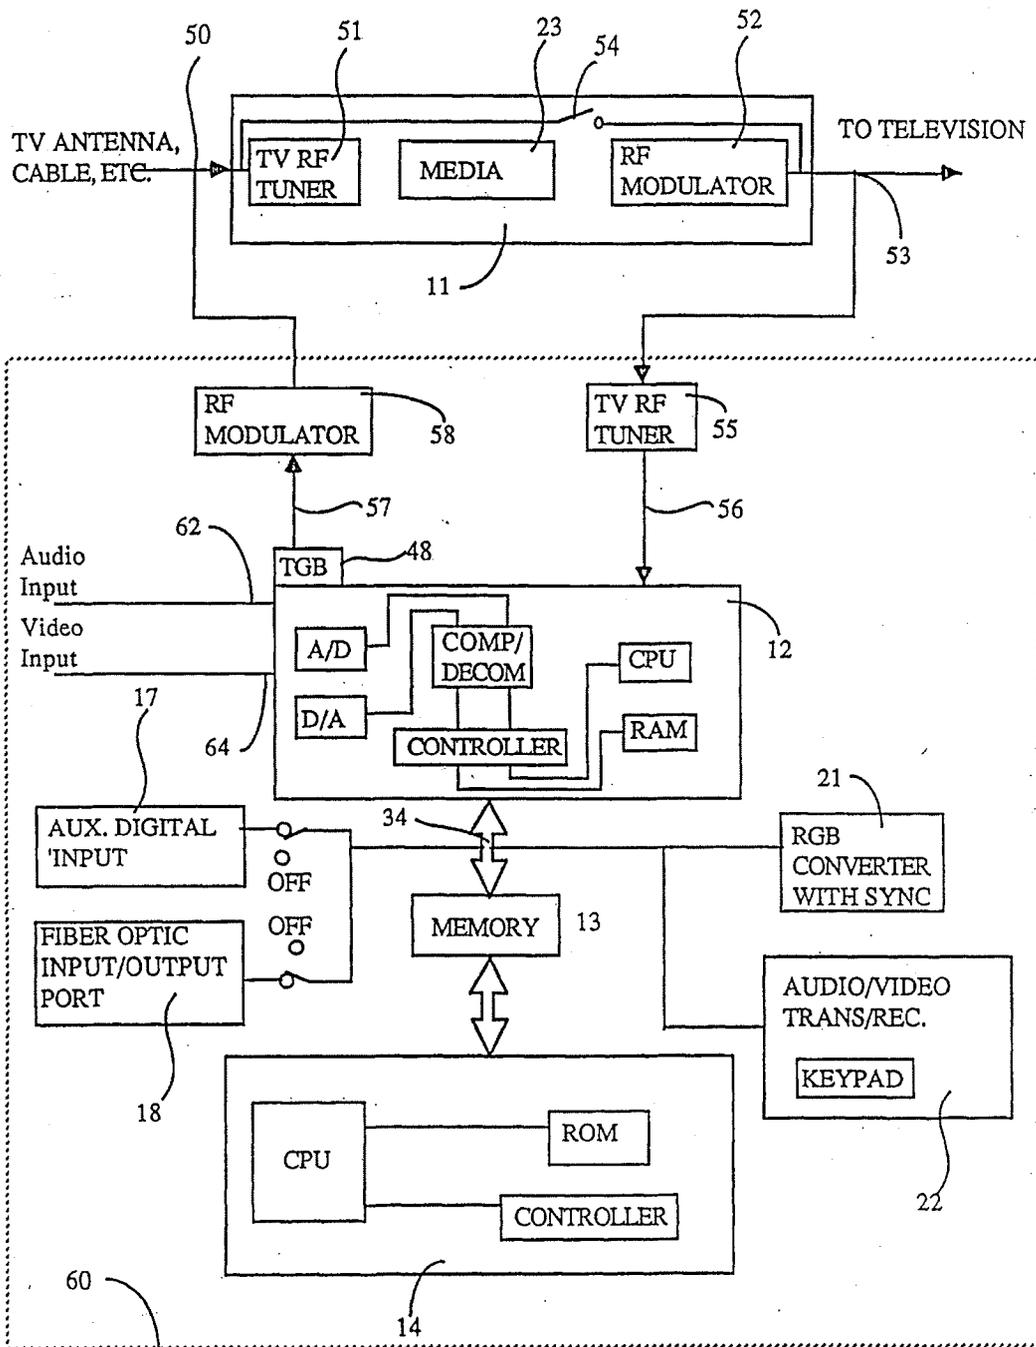 50
51
23
54
52
TV ANTENNA,
CABLE, ETC.
TV RF
TUNER
MEDIA
RF
MODULATOR
TO TELEVISION
11
53
RF
MODULATOR
58
TV RF
TUNER
55
57
56
62
Audio
Input
TGB
48
Video
Input
64
A/D
D/A
COMP/
DECOM
CONTROLLER
CPU
RAM
12
17
AUX. DIGITAL
'INPUT
OFF
34
21
RGB
CONVERTER
WITH SYNC
OFF
FIBER OPTIC
INPUT/OUTPUT
PORT
18
MEMORY
13
AUDIO/VIDEO
TRANS/REC.
KEYPAD
22
CPU
ROM
CONTROLLER
14
60